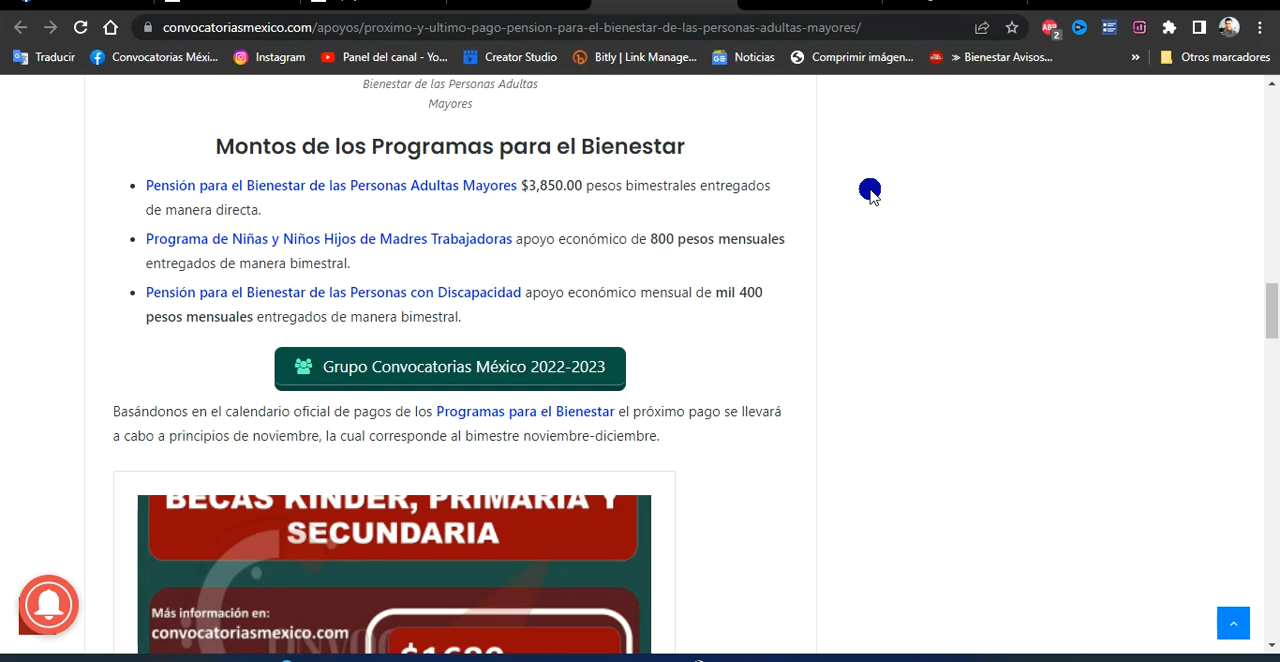 convocatoriasmexico.com/apoyos/proximo-y-ultimo-pago-pension-para-el-bienestar-de-las-personas-adultas-mayores/
ABP
2
Traducir
Convocatorias Méxi...
Instagram
Panel del canal - Yo...
Creator Studio
Bitly | Link Manage...
Noticias
Comprimir imágen...
≫ Bienestar Avisos...
»
Otros marcadores
Bienestar de las Personas Adultas
Mayores
Montos de los Programas para el Bienestar
• Pensión para el Bienestar de las Personas Adultas Mayores $3,850.00 pesos bimestrales entregados
de manera directa.
• Programa de Niñas y Niños Hijos de Madres Trabajadoras apoyo económico de 800 pesos mensuales
entregados de manera bimestral.
• Pensión para el Bienestar de las Personas con Discapacidad apoyo económico mensual de mil 400
pesos mensuales entregados de manera bimestral.
Grupo Convocatorias México 2022-2023
Basándonos en el calendario oficial de pagos de los Programas para el Bienestar el próximo pago se llevará
a cabo a principios de noviembre, la cual corresponde al bimestre noviembre-diciembre.
BECAS KINDER, PRIMARIA Y
SECUNDARIA
Más información en:
convocatoriasmexico.com
$1680